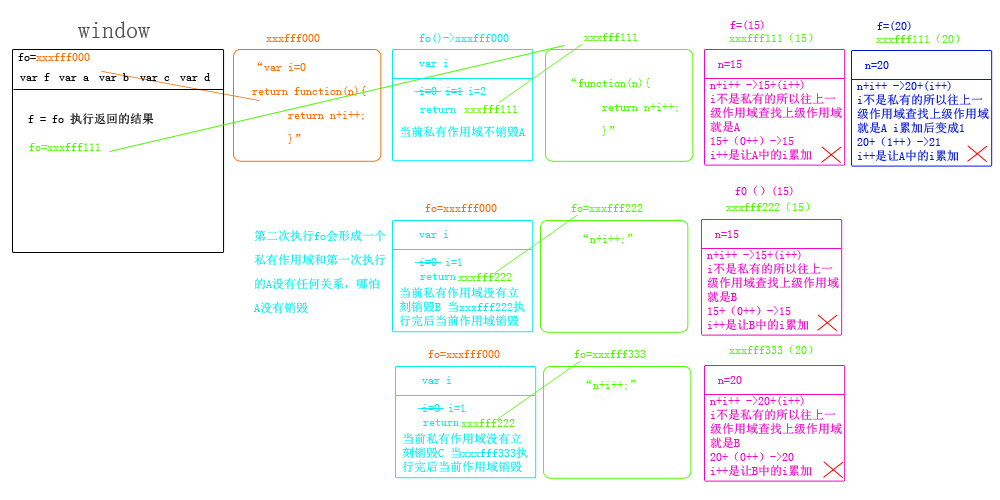 window
fo=xxxfff000
var f var a var b var c var d
f = fo 执行返回的结果
fo=xxxfff111
xxxfff000
“var i=0
return function(n){
return n+i++;
}”
fo()->xxxfff000
var i
i=0 i=1 i=2
return xxxfff111
当前私有作用域不销毁A
xxxfff111
“function(n){
return n+i++;
}”
f=(15)
xxxfff111（15）
n=15
n+i++ ->15+(i++)
i不是私有的所以往上一
级作用域查找上级作用域
就是A
15+（0++）->15
i++是让A中的i累加
f=(20)
xxxfff111（20）
n=20
n+i++ ->20+(i++)
i不是私有的所以往上一
级作用域查找上级作用域
就是A i累加后变成1
20+（1++）->21
i++是让A中的i累加
第二次执行fo会形成一个
私有作用域和第一次执行
的A没有任何关系，哪怕
A没有销毁
fo=xxxfff000
var i
i=0 i=1
return xxxfff222
当前私有作用域没有立
刻销毁B 当xxxfff222执
行完后当前作用域销毁
fo=xxxfff222
“n+i++;”
f0（）(15)
xxxfff222（15）
n=15
n+i++ ->15+(i++)
i不是私有的所以往上一
级作用域查找上级作用域
就是B
15+（0++）->15
i++是让B中的i累加
fo=xxxfff000
var i
i=0 i=1
return xxxfff222
当前私有作用域没有立
刻销毁C 当xxxfff333执
行完后当前作用域销毁
fo=xxxfff333
“n+i++;”
xxxfff333（20）
n=20
n+i++ ->20+(i++)
i不是私有的所以往上一
级作用域查找上级作用域
就是B
20+（0++）->20
i++是让B中的i累加